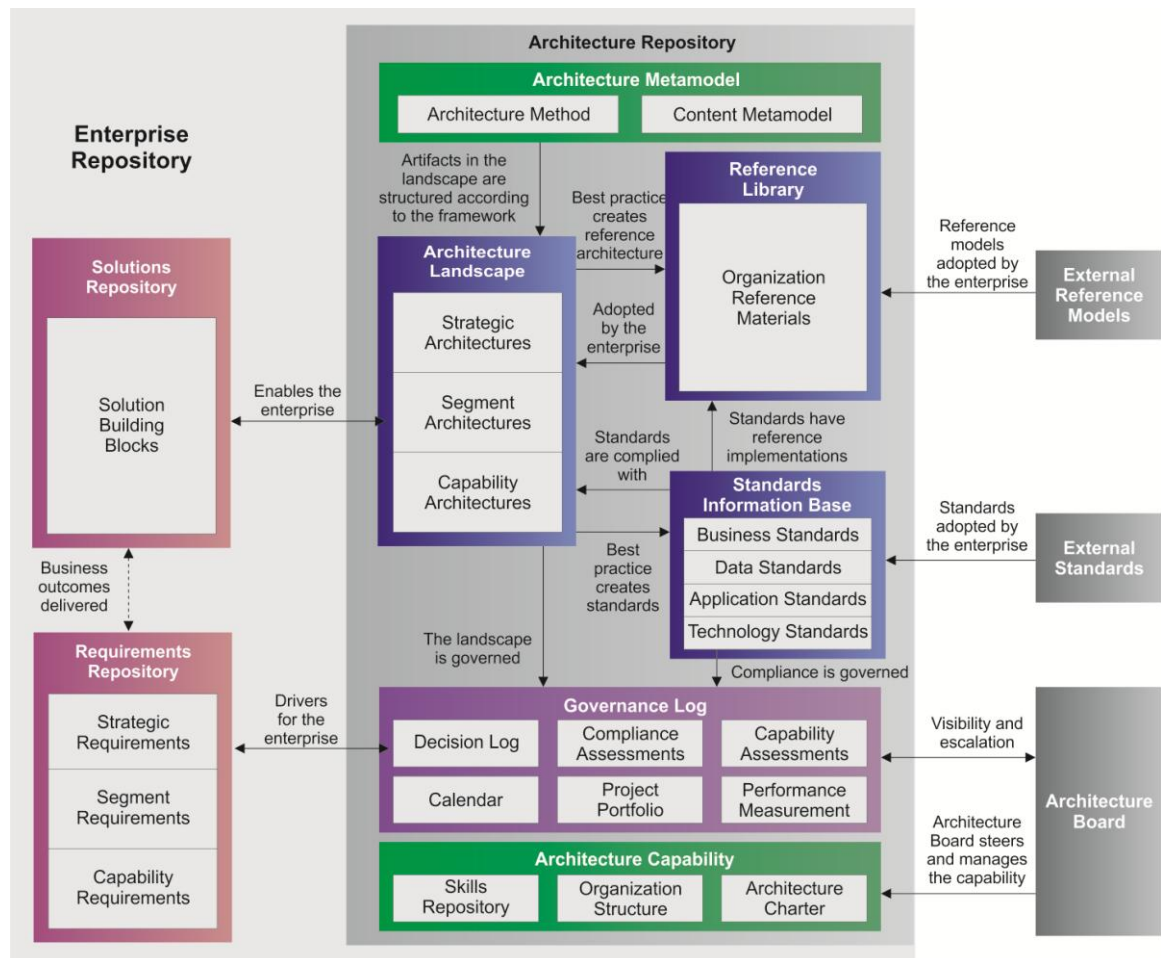 Architecture Repository
Architecture Metamodel
Architecture Method
Content Metamodel
Enterprise
Repository
Artifacts in the
landscape are
structured according
to the framework
Best practice
creates
reference
architecture
Reference
Library
Organization
Reference
Materials
Reference
models
adopted by
the enterprise
External
Reference
Models
Solutions
Repository
Solution
Building
Blocks
Enables the
enterprise
Architecture
Landscape
Strategic
Architectures
Segment
Architectures
Capability
Architectures
Adopted
by the
enterprise
Standards
are complied
with
Standards have
reference
implementations
Standards
Information Base
Business Standards
Data Standards
Application Standards
Technology Standards
Standards
adopted by
the enterprise
External
Standards
Best
practice
creates
standards
Business
outcomes
delivered
The landscape
is governed
Compliance is governed
Requirements
Repository
Strategic
Requirements
Segment
Requirements
Capability
Requirements
Drivers
for the
enterprise
Governance Log
Decision Log
Compliance
Assessments
Capability
Assessments
Calendar
Project
Portfolio
Performance
Measurement
Visibility and
escalation
Architecture
Board
Architecture
Board steers
and manages
the capability
Architecture Capability
Skills
Repository
Organization
Structure
Architecture
Charter